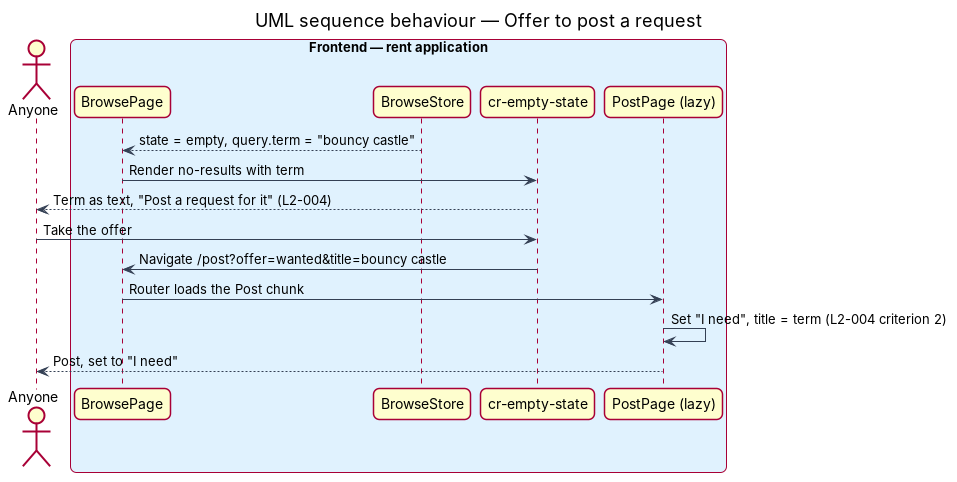 UML sequence behaviour — Offer to post a request
Frontend — rent application
Anyone
BrowsePage
BrowseStore
cr-empty-state
PostPage (lazy)
state = empty, query.term = "bouncy castle"
Render no-results with term
Term as text, "Post a request for it" (L2-004)
Take the offer
Navigate /post?offer=wanted&title=bouncy castle
Router loads the Post chunk
Set "I need", title = term (L2-004 criterion 2)
Post, set to "I need"
Anyone
BrowsePage
BrowseStore
cr-empty-state
PostPage (lazy)